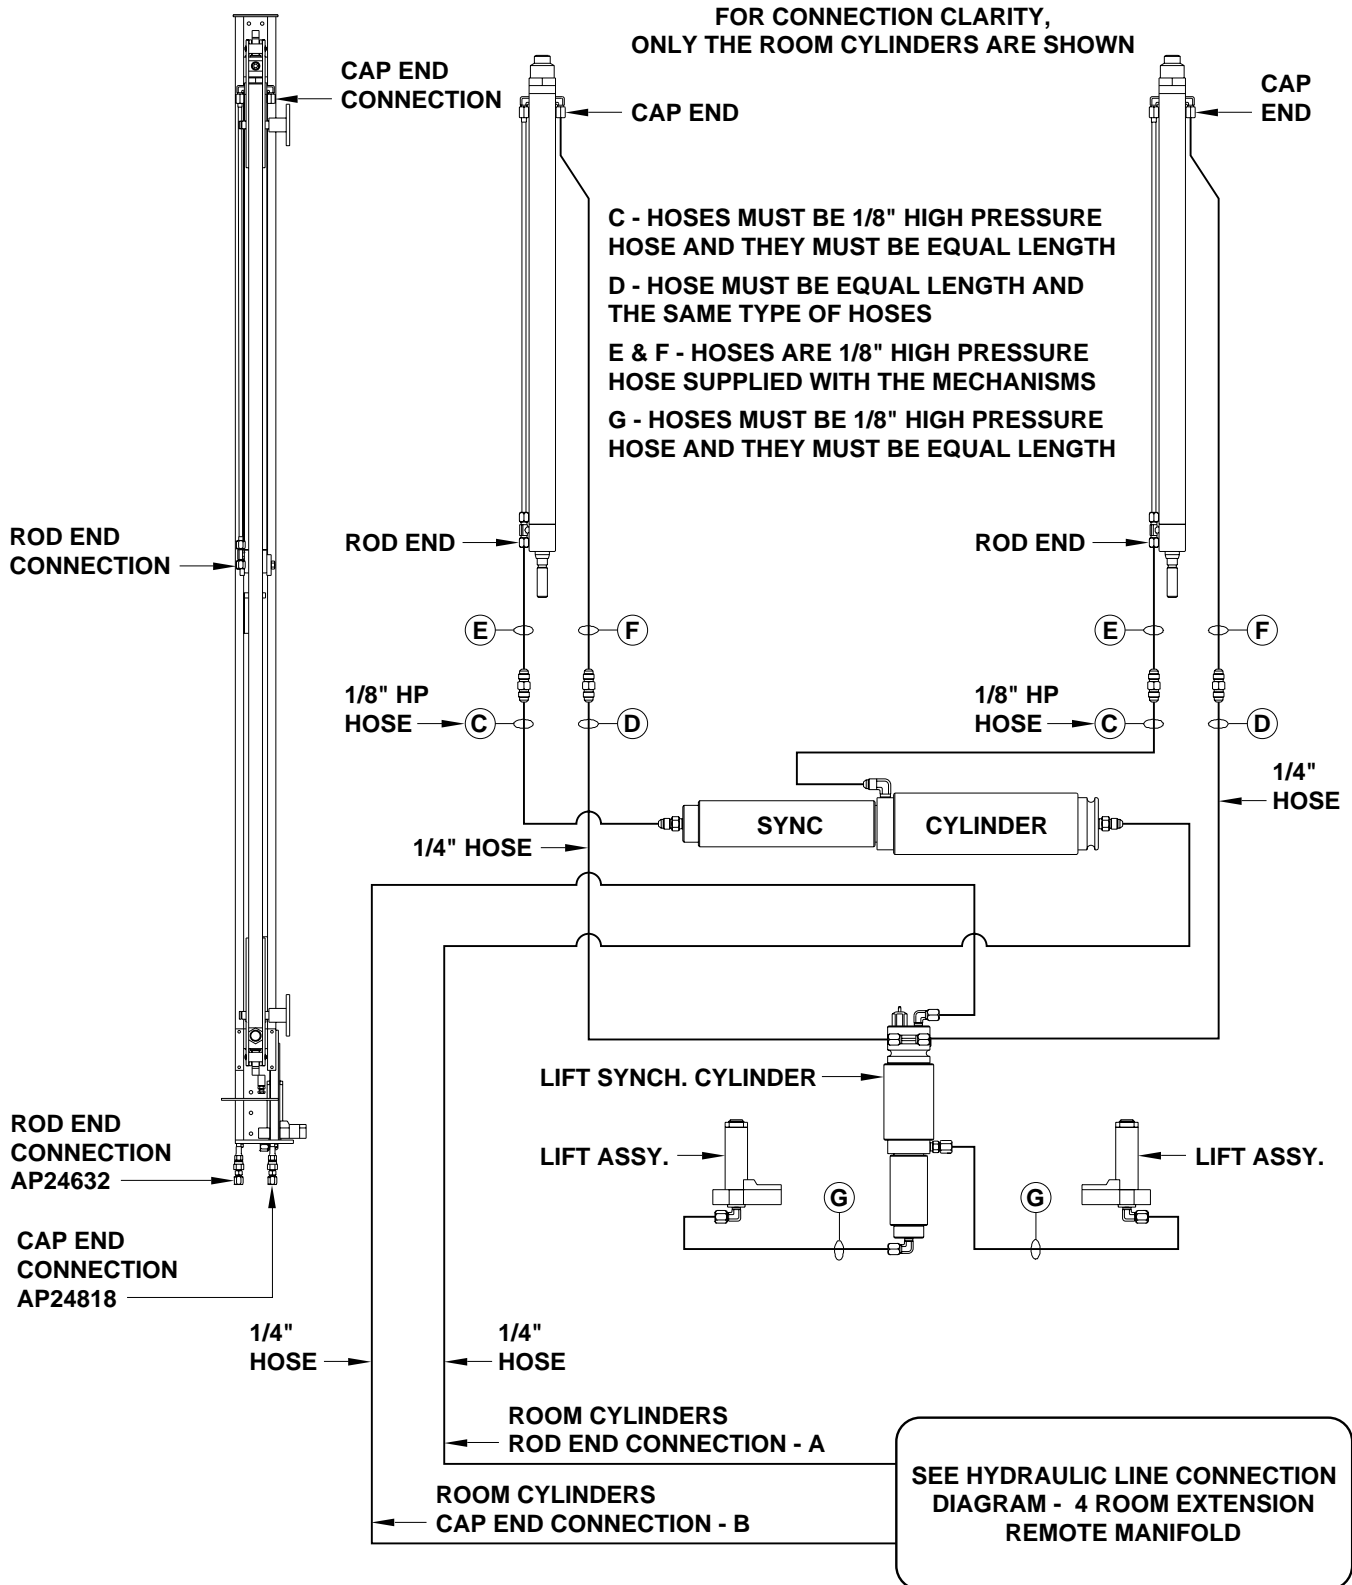 FOR CONNECTION CLARITY,
ONLY THE ROOM CYLINDERS ARE SHOWN
CAP END
CONNECTION
CAP END
CAP
END
C - HOSES MUST BE 1/8" HIGH PRESSURE
HOSE AND THEY MUST BE EQUAL LENGTH
D - HOSE MUST BE EQUAL LENGTH AND
THE SAME TYPE OF HOSES
E & F - HOSES ARE 1/8" HIGH PRESSURE
HOSE SUPPLIED WITH THE MECHANISMS
G - HOSES MUST BE 1/8" HIGH PRESSURE
HOSE AND THEY MUST BE EQUAL LENGTH
ROD END
CONNECTION
ROD END
ROD END
E
F
E
F
1/8" HP
HOSE
C
D
1/8" HP
HOSE
C
D
1/4"
HOSE
SYNC
CYLINDER
1/4" HOSE
LIFT SYNCH. CYLINDER
LIFT ASSY.
LIFT ASSY.
G
G
ROD END
CONNECTION
AP24632
CAP END
CONNECTION
AP24818
1/4"
HOSE
1/4"
HOSE
ROOM CYLINDERS
ROD END CONNECTION - A
ROOM CYLINDERS
CAP END CONNECTION - B
SEE HYDRAULIC LINE CONNECTION
DIAGRAM - 4 ROOM EXTENSION
REMOTE MANIFOLD